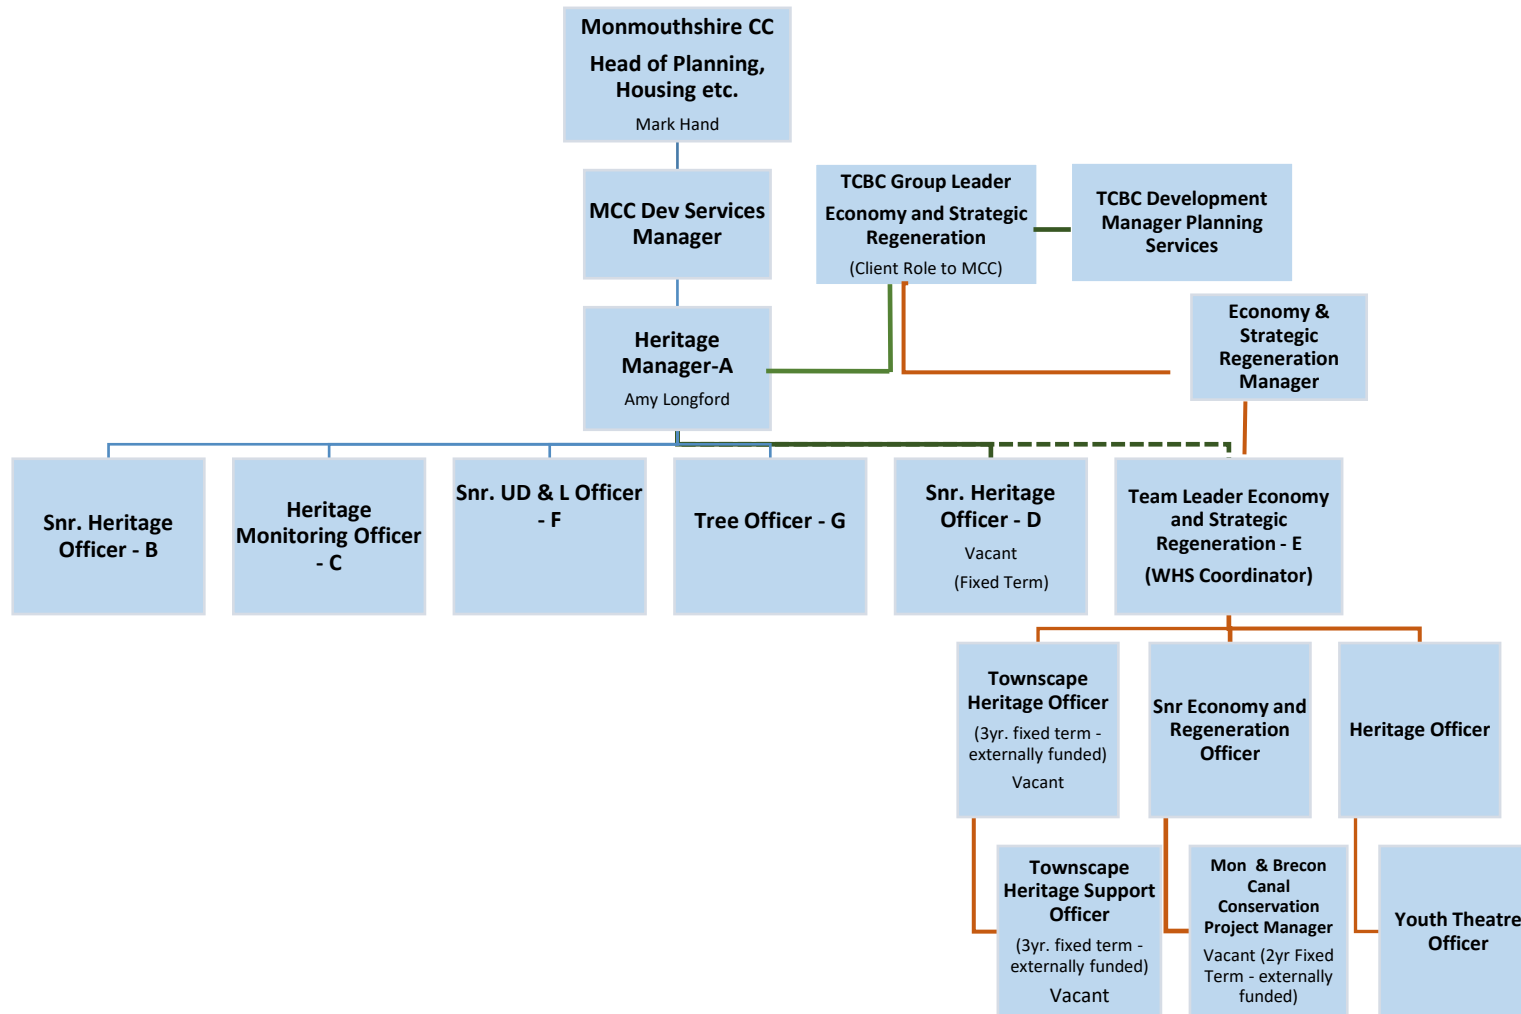 Monmouthshire CC
Head of Planning,
Housing etc.
Mark Hand
MCC Dev Services
Manager
TCBC Group Leader
Economy and Strategic
Regeneration
(Client Role to MCC)
TCBC Development
Manager Planning
Services
Heritage
Manager-A
Amy Longford
Economy &
Strategic
Regeneration
Manager
Snr. Heritage
Officer - B
Heritage
Monitoring Officer
- C
Snr. UD & L Officer
- F
Tree Officer - G
Snr. Heritage
Officer - D
Vacant
(Fixed Term)
Team Leader Economy
and Strategic
Regeneration - E
(WHS Coordinator)
Townscape
Heritage Officer
(3yr. fixed term -
externally funded)
Vacant
Snr Economy and
Regeneration
Officer
Heritage Officer
Townscape
Heritage Support
Officer
(3yr. fixed term -
externally funded)
Vacant
Mon & Brecon
Canal
Conservation
Project Manager
Vacant (2yr Fixed
Term - externally
funded)
Youth Theatre
Officer